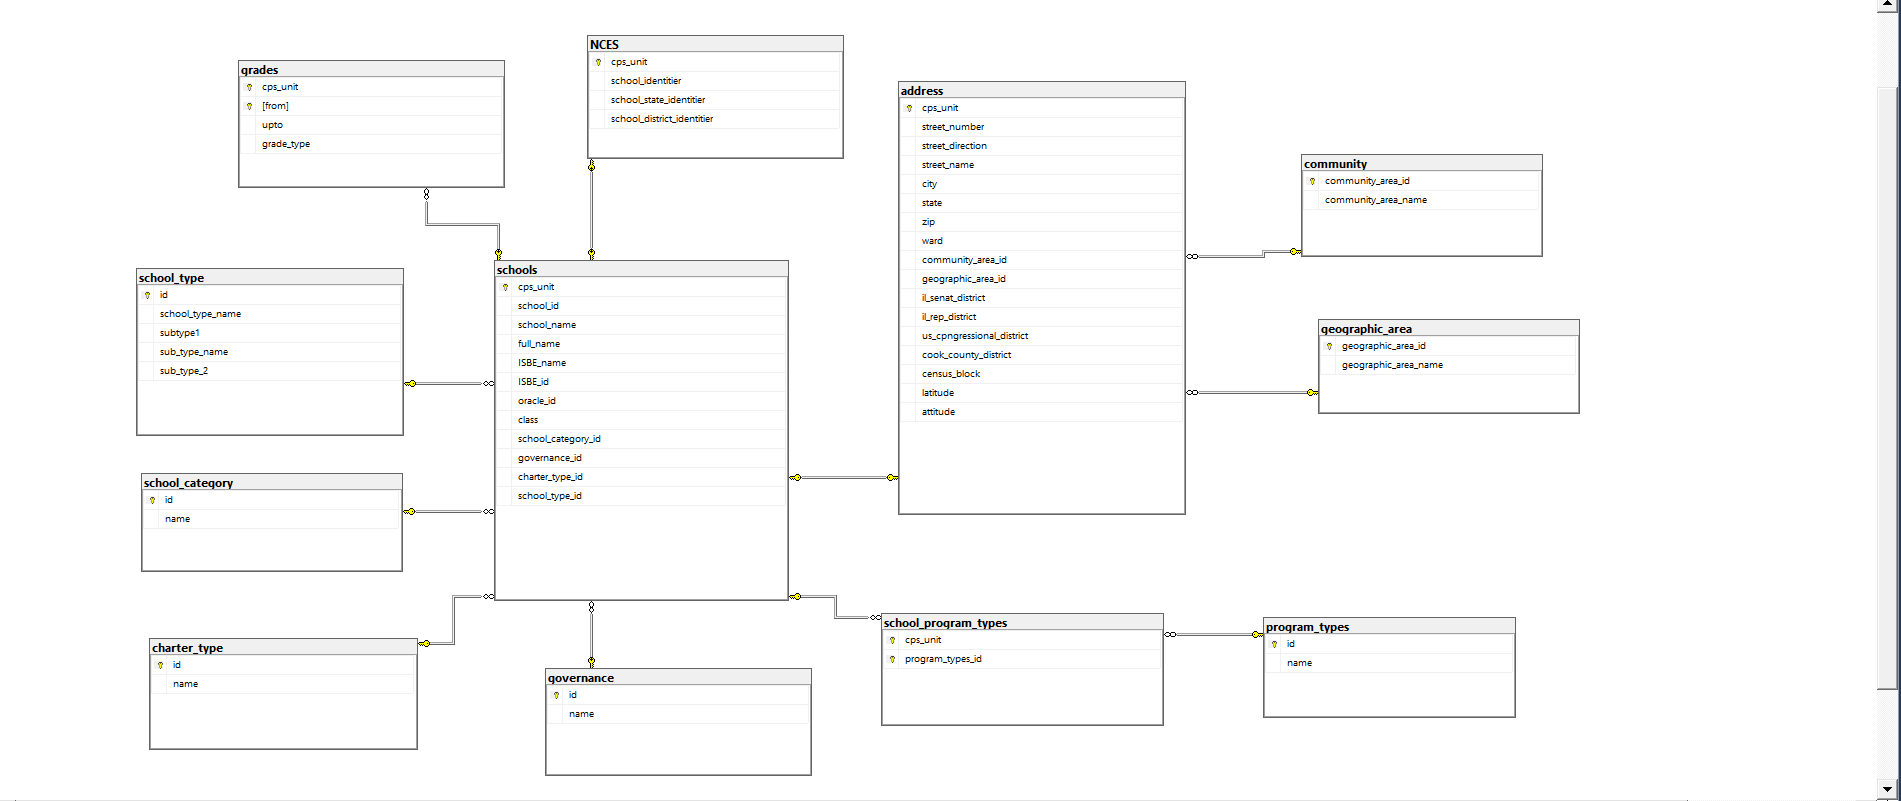 grades
cps_unit
[from]
upto
grade_type
NCES
cps_unit
school_identitier
school_state_identitier
school_district_identitier
address
cps_unit
street_number
street_direction
street_name
city
state
zip
ward
community_area_id
geographic_area_id
il_senat_district
il_rep_district
us_cpngressional_district
cook_county_district
census_block
latitude
attitude
community
community_area_id
community_area_name
geographic_area
geographic_area_id
geographic_area_name
school_type
id
school_type_name
subtype1
sub_type_name
sub_type_2
schools
cps_unit
school_id
school_name
full_name
ISBE_name
ISBE_id
oracle_id
class
school_category_id
governance_id
charter_type_id
school_type_id
school_category
id
name
charter_type
id
name
governance
id
name
school_program_types
cps_unit
program_types_id
program_types
id
name